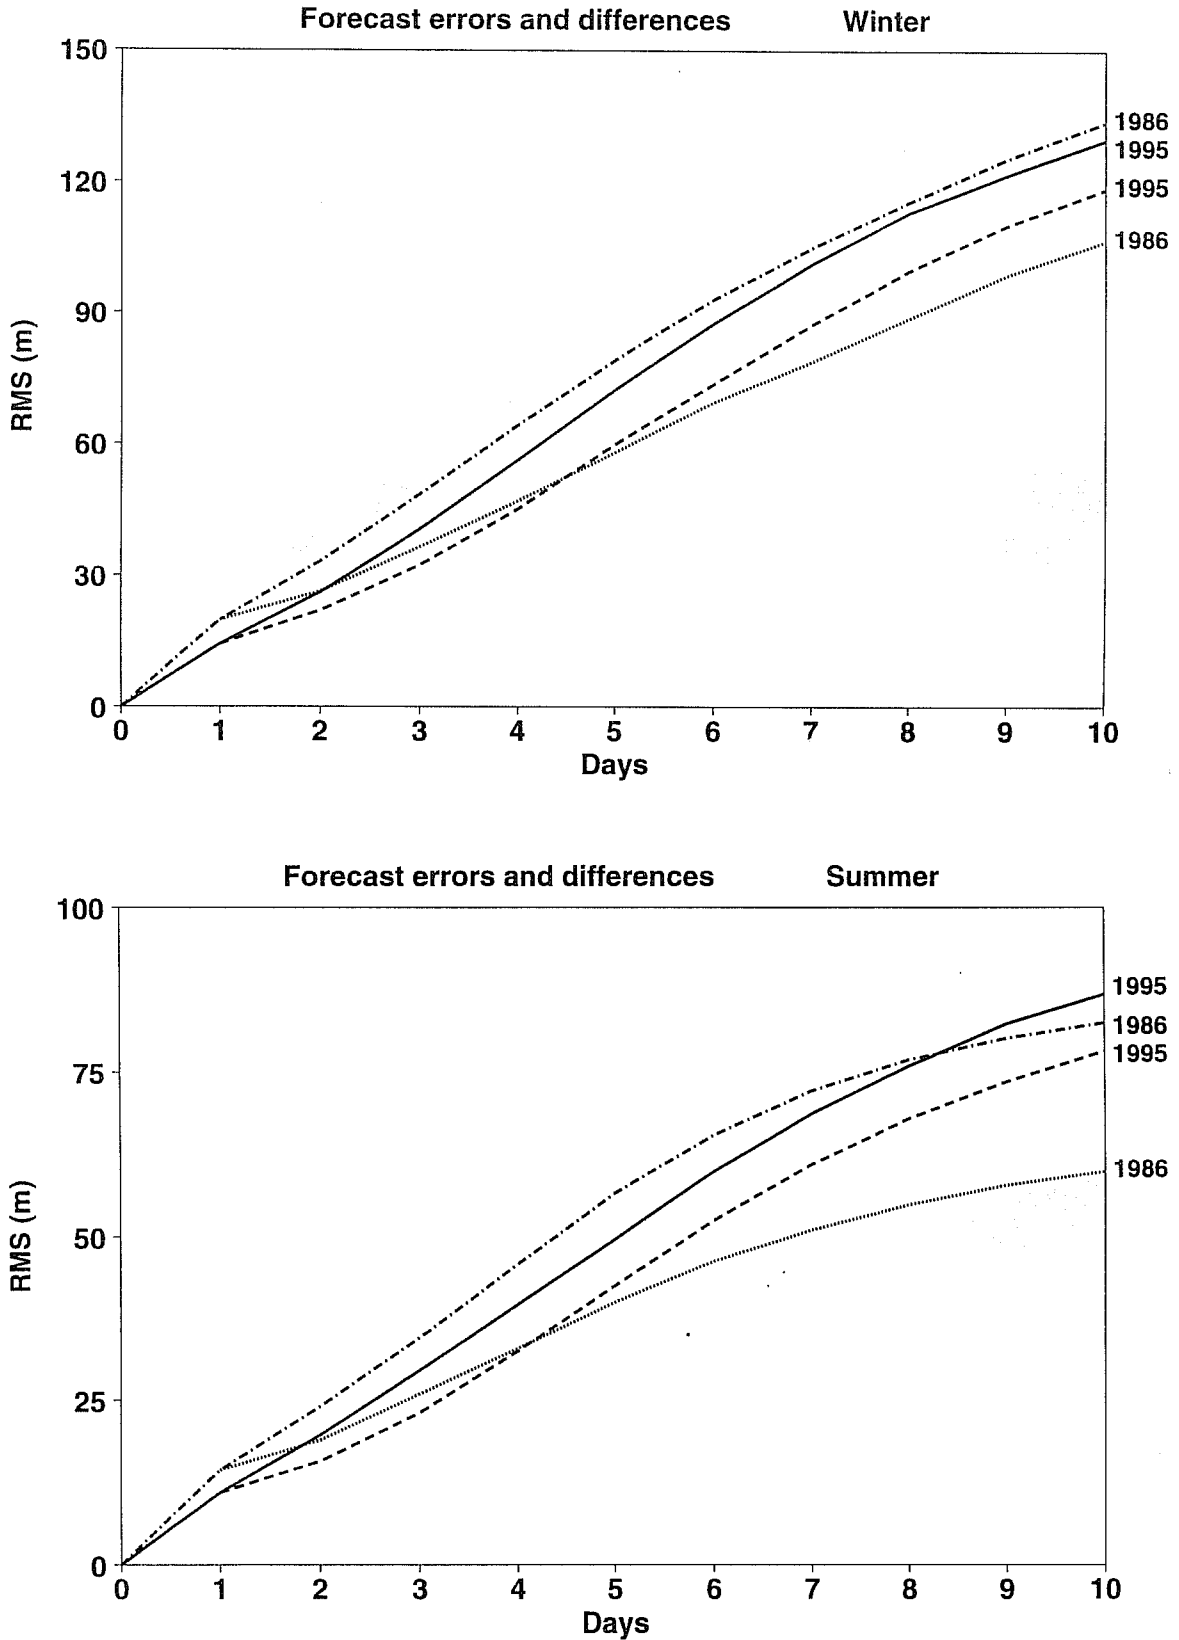 Forecast errors and differences Winter
150
120
90
60
30
0
RMS (m)
1986
1995
1995
1986
0 1 2 3 4 5 6 7 8 9 10
Days
Forecast errors and differences Summer
100
75
50
25
0
RMS (m)
1995
1986
1995
1986
0 1 2 3 4 5 6 7 8 9 10
Days